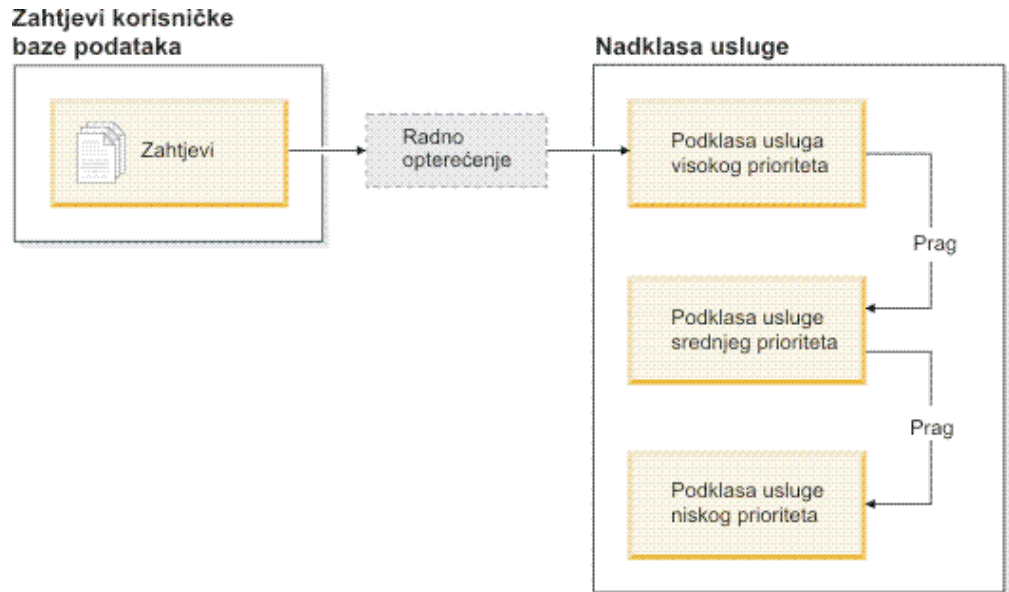 Zahtjevi korisničke
baze podataka
Zahtjevi
Radno
opterećenje
Nadklasa usluge
Podklasa usluga
visokog prioriteta
Prag
Podklasa usluge
srednjeg prioriteta
Prag
Podklasa usluge
niskog prioriteta